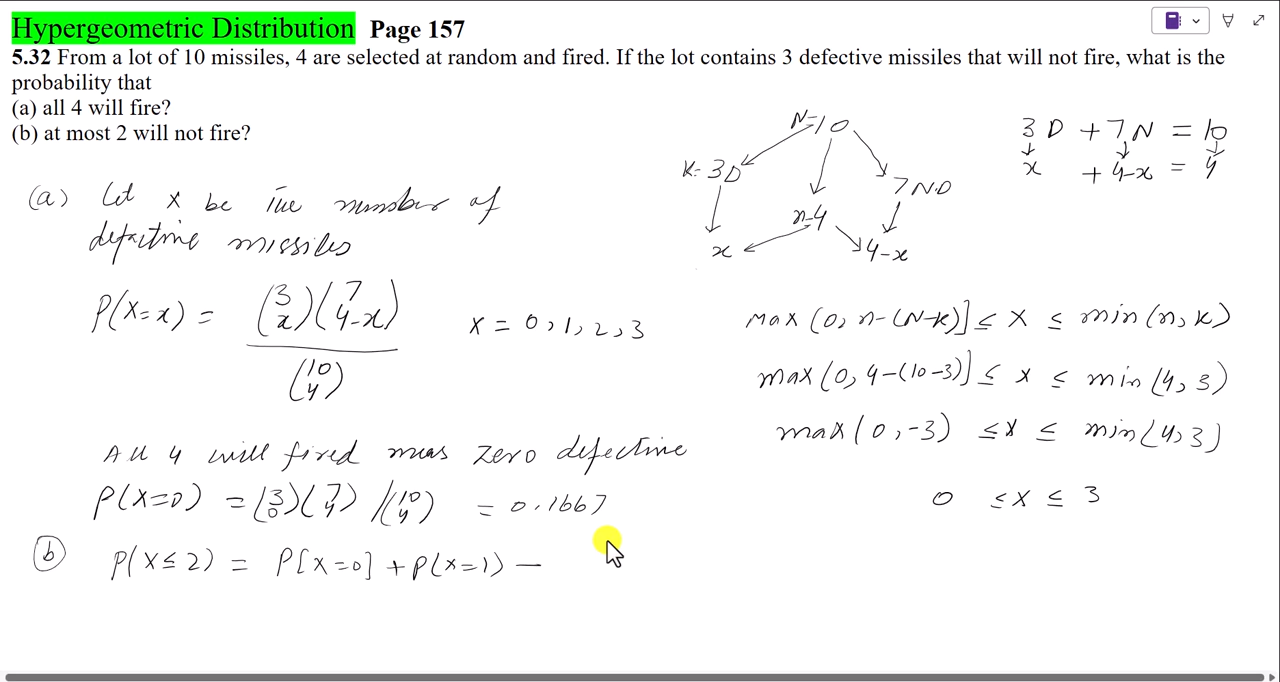 Hypergeometric Distribution Page 157
5.32 From a lot of 10 missiles, 4 are selected at random and fired. If the lot contains 3 defective missiles that will not fire, what is the
probability that
(a) all 4 will fire?
(b) at most 2 will not fire?
N=10
3 D + 7 N = 10
x + 4-x = 4
K=3D
7 ND
n=4
x
4-x
(a) Let x be the number of
defective missiles
P(X=x) = (3 x)(7 4-x)
(10 4)
x = 0, 1, 2, 3
max (0, n-(N-K)] ≤ x ≤ min(n, K)
max (0, 4-(10-3)] ≤ x ≤ min(4, 3)
max (0, -3) ≤ x ≤ min(4, 3)
0 ≤ x ≤ 3
All 4 will fired means zero defective
P(X=0) = (3 0)(7 4) / (10 4) = 0.1667
(b) P(X≤2) = P[X=0] + P(X=1) —